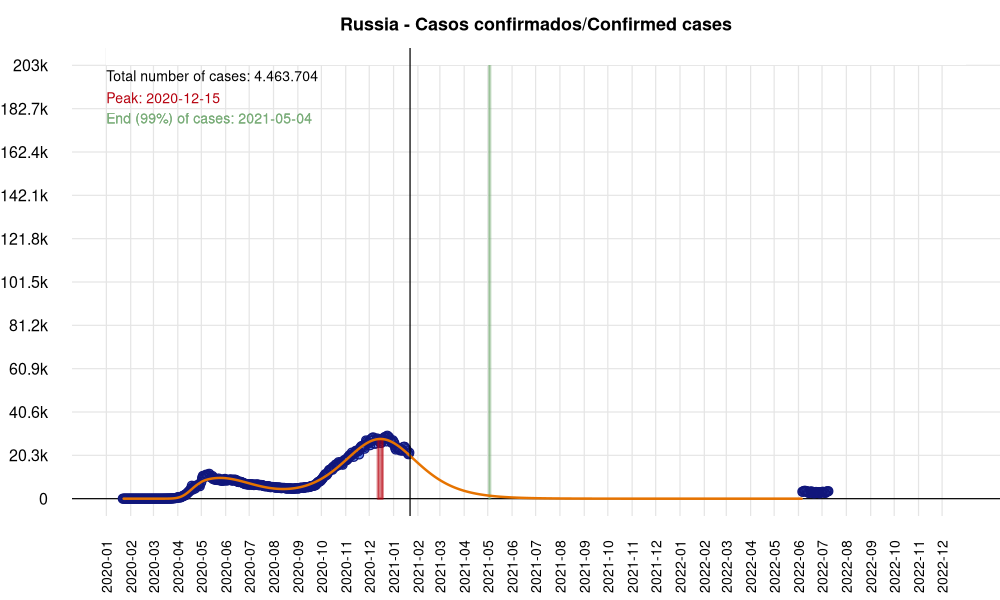 Russia - Casos confirmados/Confirmed cases
203k
Total number of cases: 4.463.704
Peak: 2020-12-15
182.7k
End (99%) of cases: 2021-05-04
162.4k
142.1k
121.8k
101.5k
81.2k
60.9k
40.6k
20.3k
0
2020-01
2020-02
2020-03
2020-04
2020-05
2020-06
2020-07
2020-08
2020-09
2020-10
2020-11
2020-12
2021-01
2021-02
2021-03
2021-04
2021-05
2021-06
2021-07
2021-08
2021-09
2021-10
2021-11
2021-12
2022-01
2022-02
2022-03
2022-04
2022-05
2022-06
2022-07
2022-08
2022-09
2022-10
2022-11
2022-12